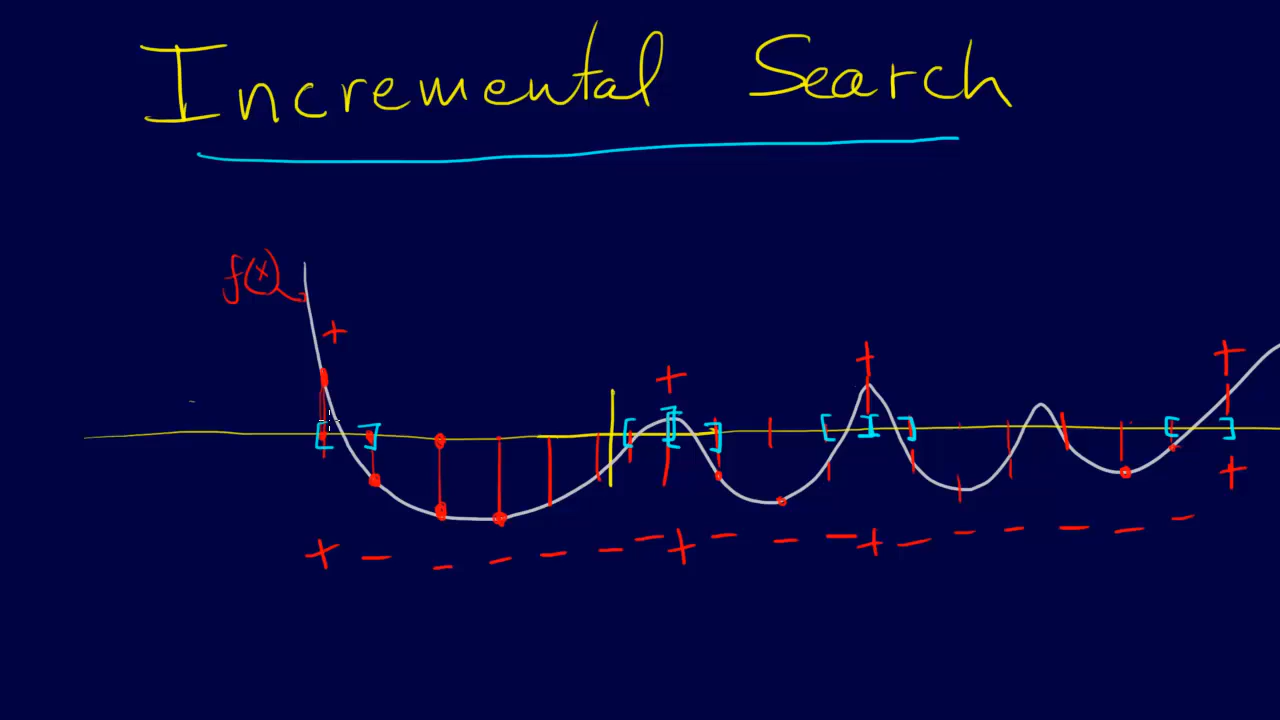 Incremental Search
f(x)
+
+ + +
[ ] [ ] [ ] [ ] [ ] [ ]
+
+ - - - - - - + - - - + - - - - - -